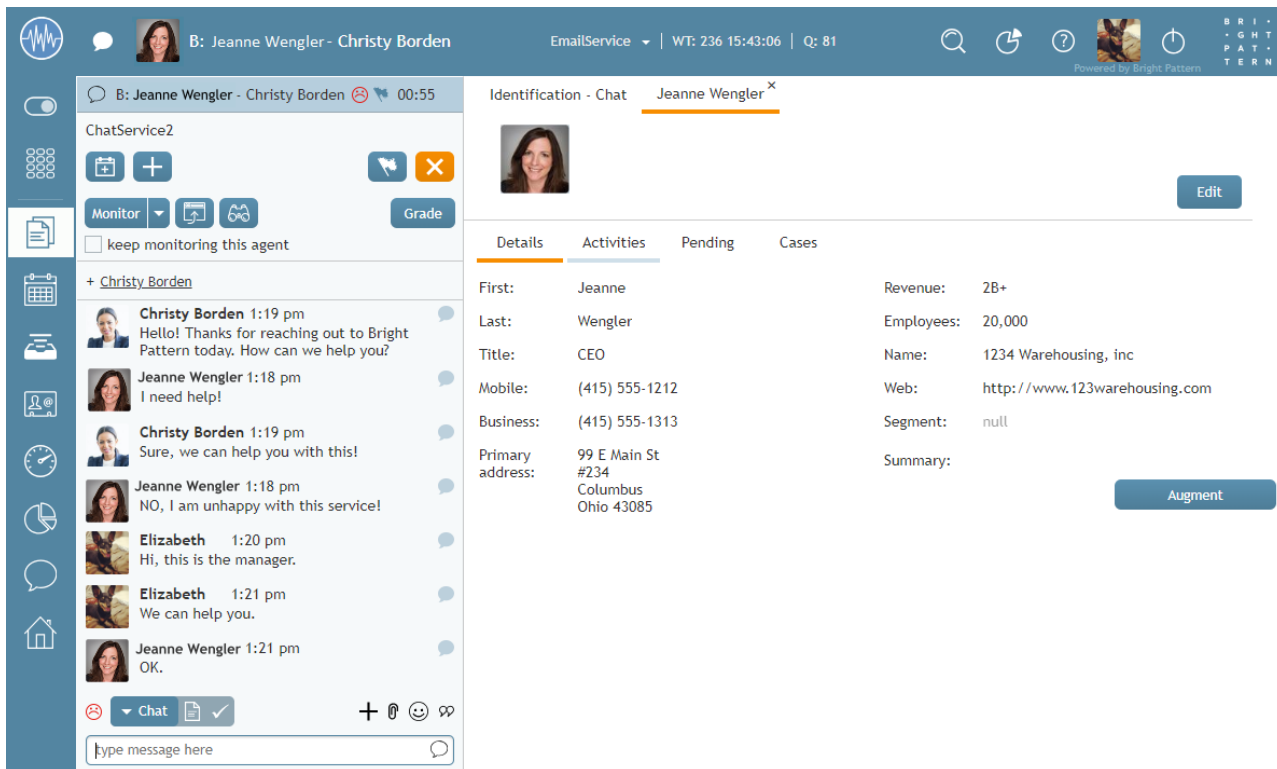 B: Jeanne Wengler - Christy Borden
EmailService | WT: 236 15:43:06 | Q: 81
?
Powered by Bright Pattern
B R I ·
· G H T
P A T ·
T E R N
B: Jeanne Wengler - Christy Borden 00:55
ChatService2
Monitor
Grade
keep monitoring this agent
+ Christy Borden
Christy Borden 1:19 pm
Hello! Thanks for reaching out to Bright
Pattern today. How can we help you?
Jeanne Wengler 1:18 pm
I need help!
Christy Borden 1:19 pm
Sure, we can help you with this!
Jeanne Wengler 1:18 pm
NO, I am unhappy with this service!
Elizabeth 1:20 pm
Hi, this is the manager.
Elizabeth 1:21 pm
We can help you.
Jeanne Wengler 1:21 pm
OK.
Chat
type message here
Identification - Chat
Jeanne Wengler ×
Edit
Details Activities Pending Cases
First: Jeanne
Last: Wengler
Title: CEO
Mobile: (415) 555-1212
Business: (415) 555-1313
Primary address: 99 E Main St
#234
Columbus
Ohio 43085
Revenue: 2B+
Employees: 20,000
Name: 1234 Warehousing, inc
Web: http://www.123warehousing.com
Segment: null
Summary:
Augment